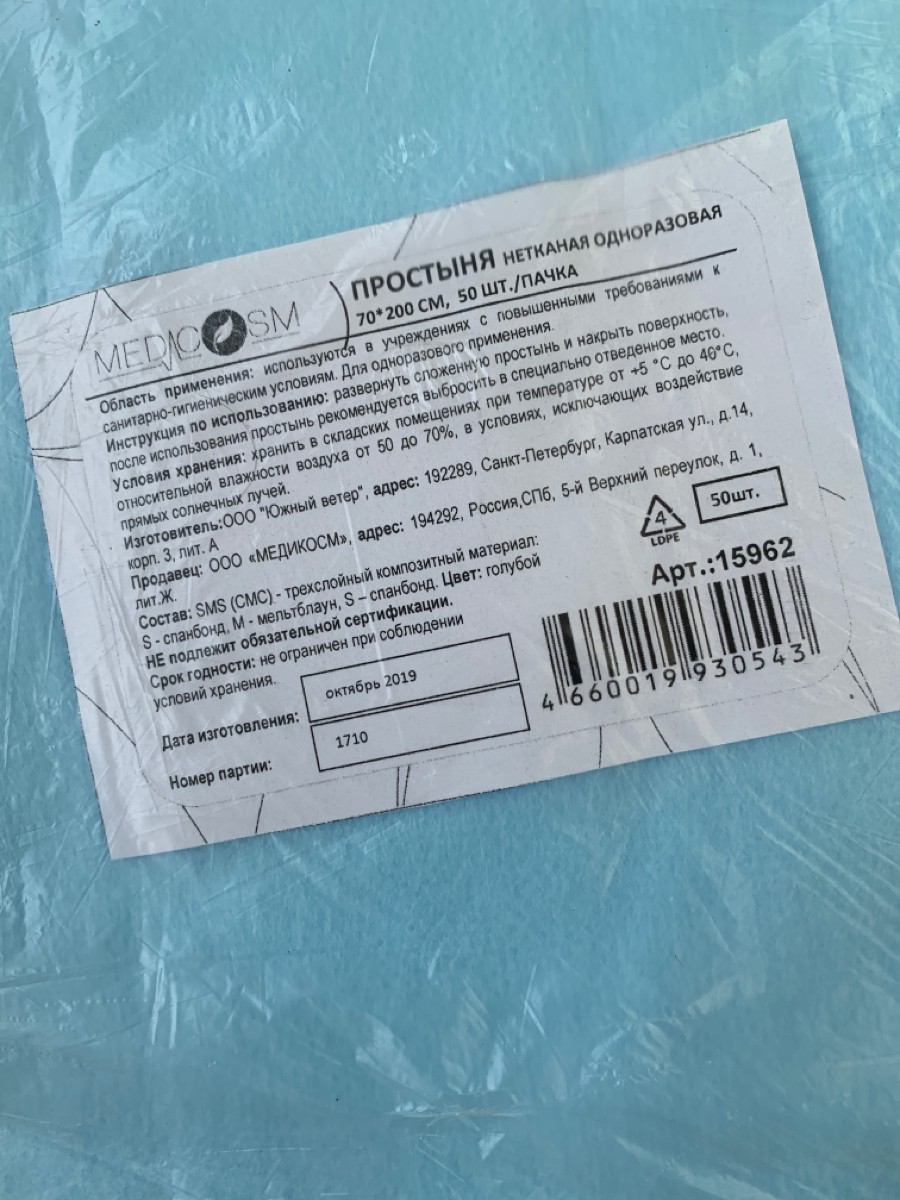 MEDICOSM
ПРОСТЫНЯ НЕТКАНАЯ ОДНОРАЗОВАЯ
70*200 СМ, 50 ШТ./ПАЧКА
Область применения: используются в учреждениях с повышенными требованиями к
санитарно-гигиеническим условиям. Для одноразового применения.
Инструкция по использованию: развернуть сложенную простынь и накрыть поверхность,
после использования простынь рекомендуется выбросить в специально отведенное место.
Условия хранения: хранить в складских помещениях при температуре от +5 °С до 40°С,
относительной влажности воздуха от 50 до 70%, в условиях, исключающих воздействие
прямых солнечных лучей.
Изготовитель:ООО "Южный ветер", адрес: 192289, Санкт-Петербург, Карпатская ул., д.14,
корп. 3, лит. А
Продавец: ООО «МЕДИКОСМ», адрес: 194292, Россия,СПб, 5-й Верхний переулок, д. 1,
лит.Ж.
Состав: SMS (СМС) - трехслойный композитный материал:
S - спанбонд, М - мельтблаун, S – спанбонд. Цвет: голубой
НЕ подлежит обязательной сертификации.
Срок годности: не ограничен при соблюдении
условий хранения.
Дата изготовления: октябрь 2019
Номер партии: 1710
4
LDPE
50шт.
Арт.:15962
4660019930543